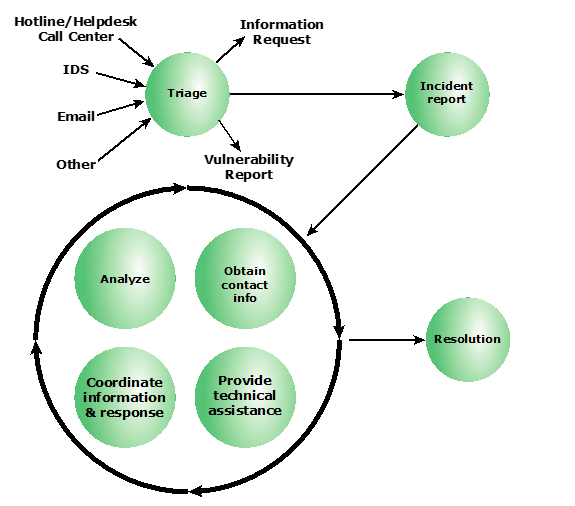 Hotline/Helpdesk
Call Center
IDS
Email
Other
Triage
Information
Request
Vulnerability
Report
Incident
report
Analyze
Obtain
contact
info
Coordinate
information
& response
Provide
technical
assistance
Resolution